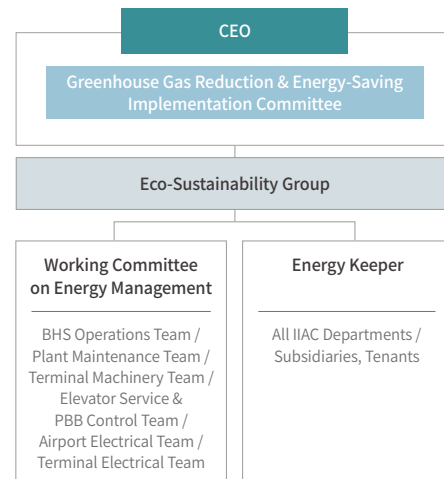 CEO
Greenhouse Gas Reduction & Energy-Saving
Implementation Committee
Eco-Sustainability Group
Working Committee
on Energy Management
BHS Operations Team /
Plant Maintenance Team /
Terminal Machinery Team /
Elevator Service &
PBB Control Team /
Airport Electrical Team /
Terminal Electrical Team
Energy Keeper
All IIAC Departments /
Subsidiaries, Tenants